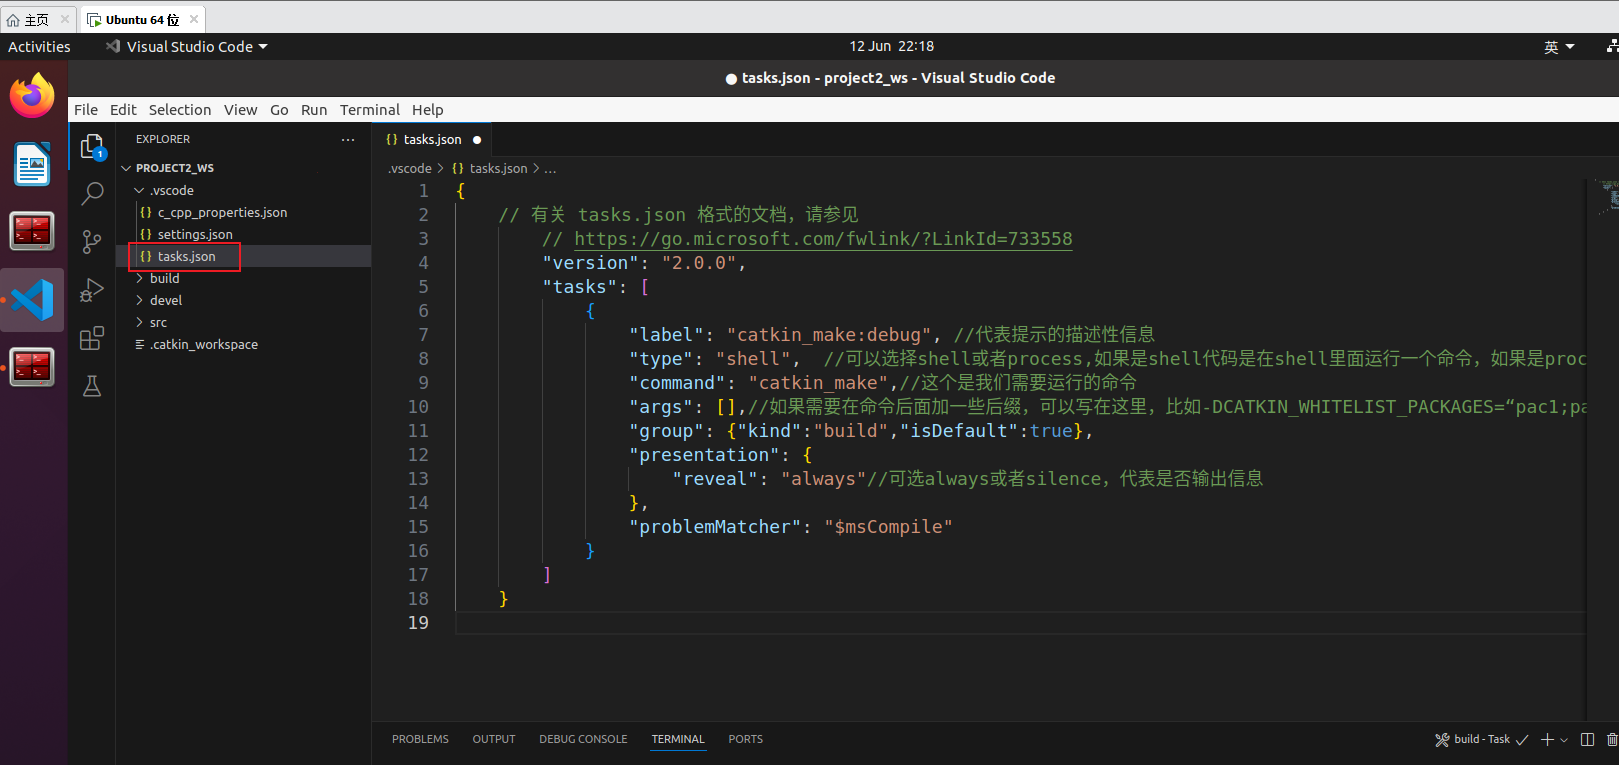 主页
Ubuntu 64 位
Activities
Visual Studio Code
12 Jun 22:18
英
● tasks.json - project2_ws - Visual Studio Code
File Edit Selection View Go Run Terminal Help
EXPLORER
1
PROJECT2_WS
.vscode
{} c_cpp_properties.json
{} settings.json
{} tasks.json
build
devel
src
.catkin_workspace
{} tasks.json ●
.vscode > {} tasks.json > ...
1 {
2 // 有关 tasks.json 格式的文档，请参见
3 // https://go.microsoft.com/fwlink/?LinkId=733558
4 "version": "2.0.0",
5 "tasks": [
6 {
7 "label": "catkin_make:debug", //代表提示的描述性信息
8 "type": "shell", //可以选择shell或者process,如果是shell代码是在shell里面运行一个命令，如果是proc
9 "command": "catkin_make",//这个是我们需要运行的命令
10 "args": [],//如果需要在命令后面加一些后缀，可以写在这里，比如-DCATKIN_WHITELIST_PACKAGES=“pac1;pa
11 "group": {"kind":"build","isDefault":true},
12 "presentation": {
13 "reveal": "always"//可选always或者silence，代表是否输出信息
14 },
15 "problemMatcher": "$msCompile"
16 }
17 ]
18 }
19
PROBLEMS OUTPUT DEBUG CONSOLE TERMINAL PORTS
build - Task